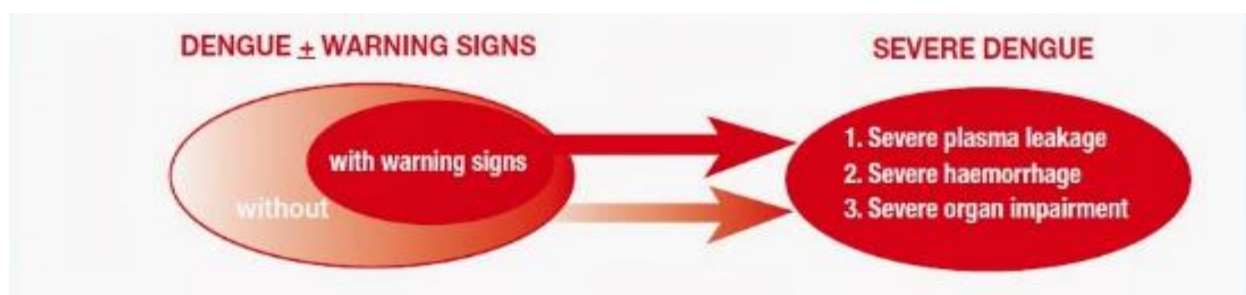 DENGUE ± WARNING SIGNS
SEVERE DENGUE
with warning signs
without
1. Severe plasma leakage
2. Severe haemorrhage
3. Severe organ impairment